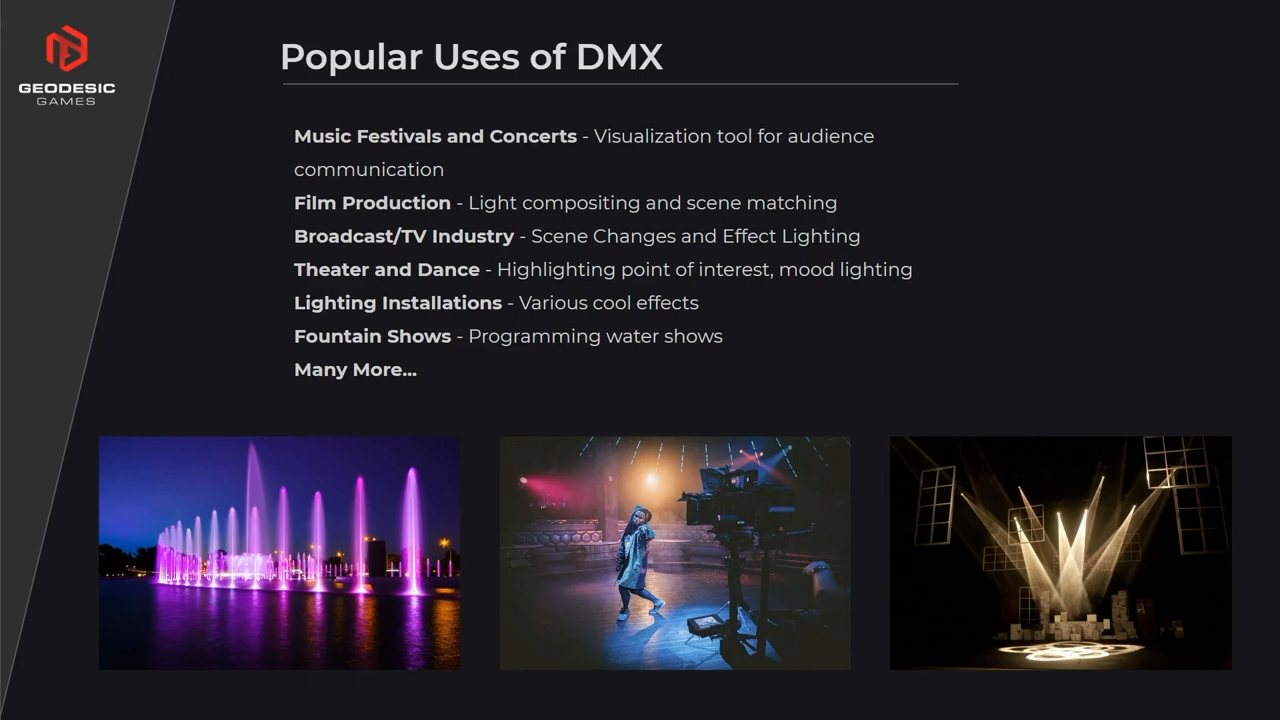 GEODESIC
GAMES
Popular Uses of DMX
Music Festivals and Concerts - Visualization tool for audience
communication
Film Production - Light compositing and scene matching
Broadcast/TV Industry - Scene Changes and Effect Lighting
Theater and Dance - Highlighting point of interest, mood lighting
Lighting Installations - Various cool effects
Fountain Shows - Programming water shows
Many More...